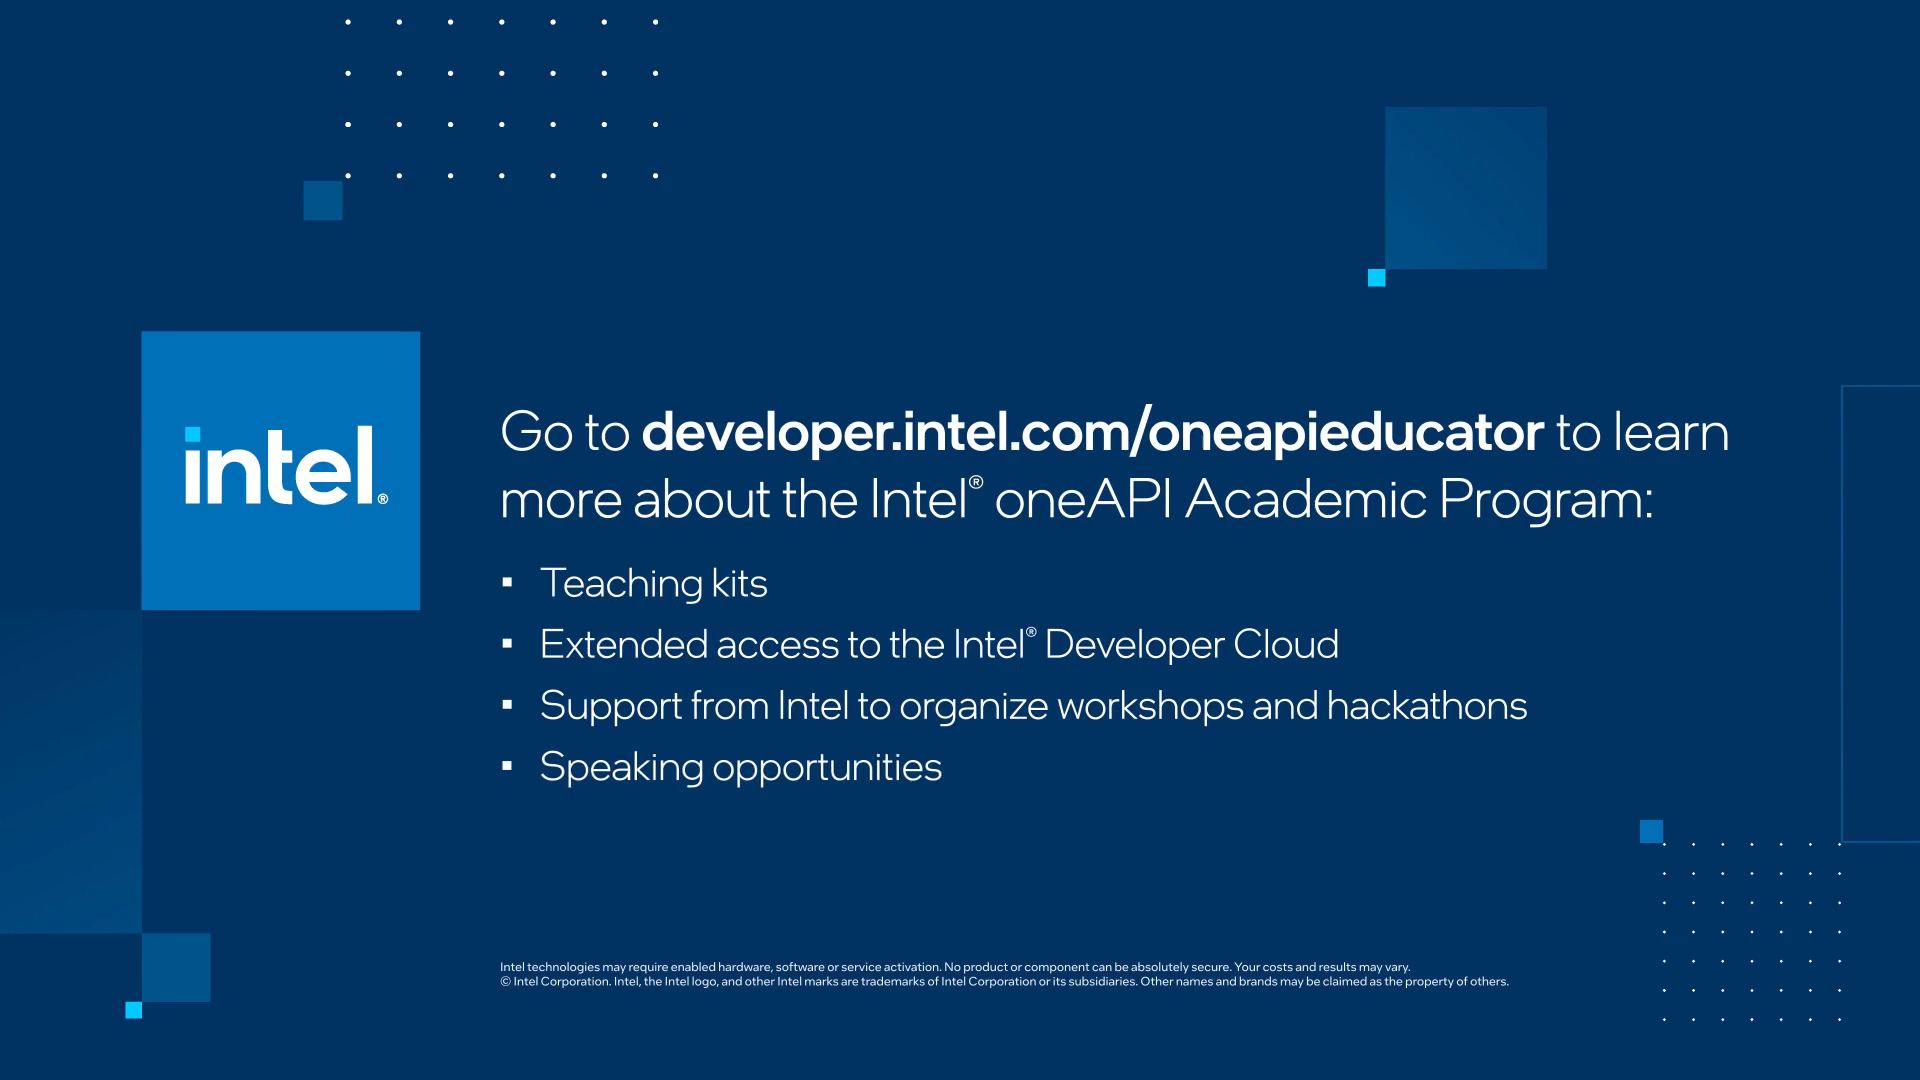 intel®
Go to developer.intel.com/oneapieducator to learn
more about the Intel® oneAPI Academic Program:
▪ Teaching kits
▪ Extended access to the Intel® Developer Cloud
▪ Support from Intel to organize workshops and hackathons
▪ Speaking opportunities
Intel technologies may require enabled hardware, software or service activation. No product or component can be absolutely secure. Your costs and results may vary.
© Intel Corporation. Intel, the Intel logo, and other Intel marks are trademarks of Intel Corporation or its subsidiaries. Other names and brands may be claimed as the property of others.